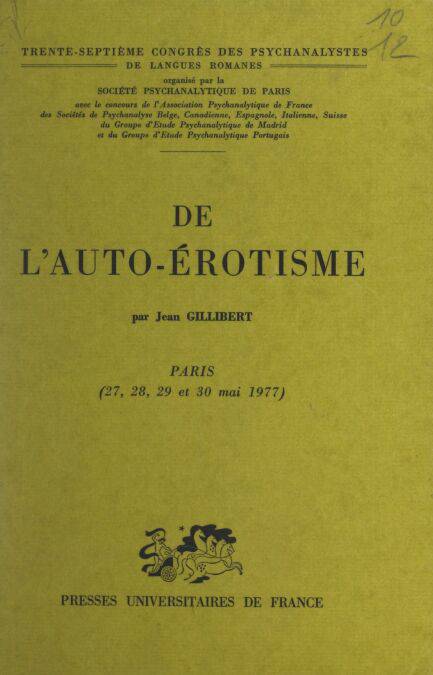 10
12
TRENTE-SEPTIÈME CONGRÈS DES PSYCHANALYSTES
DE LANGUES ROMANES
organisé par la
SOCIÉTÉ PSYCHANALYTIQUE DE PARIS
avec le concours de l'Association Psychanalytique de France
des Sociétés de Psychanalyse Belge, Canadienne, Espagnole, Italienne, Suisse
du Groupe d'Etude Psychanalytique de Madrid
et du Groupe d'Etude Psychanalytique Portugais
DE
L'AUTO-ÉROTISME
par Jean GILLIBERT
PARIS
(27, 28, 29 et 30 mai 1977)
PRESSES UNIVERSITAIRES DE FRANCE